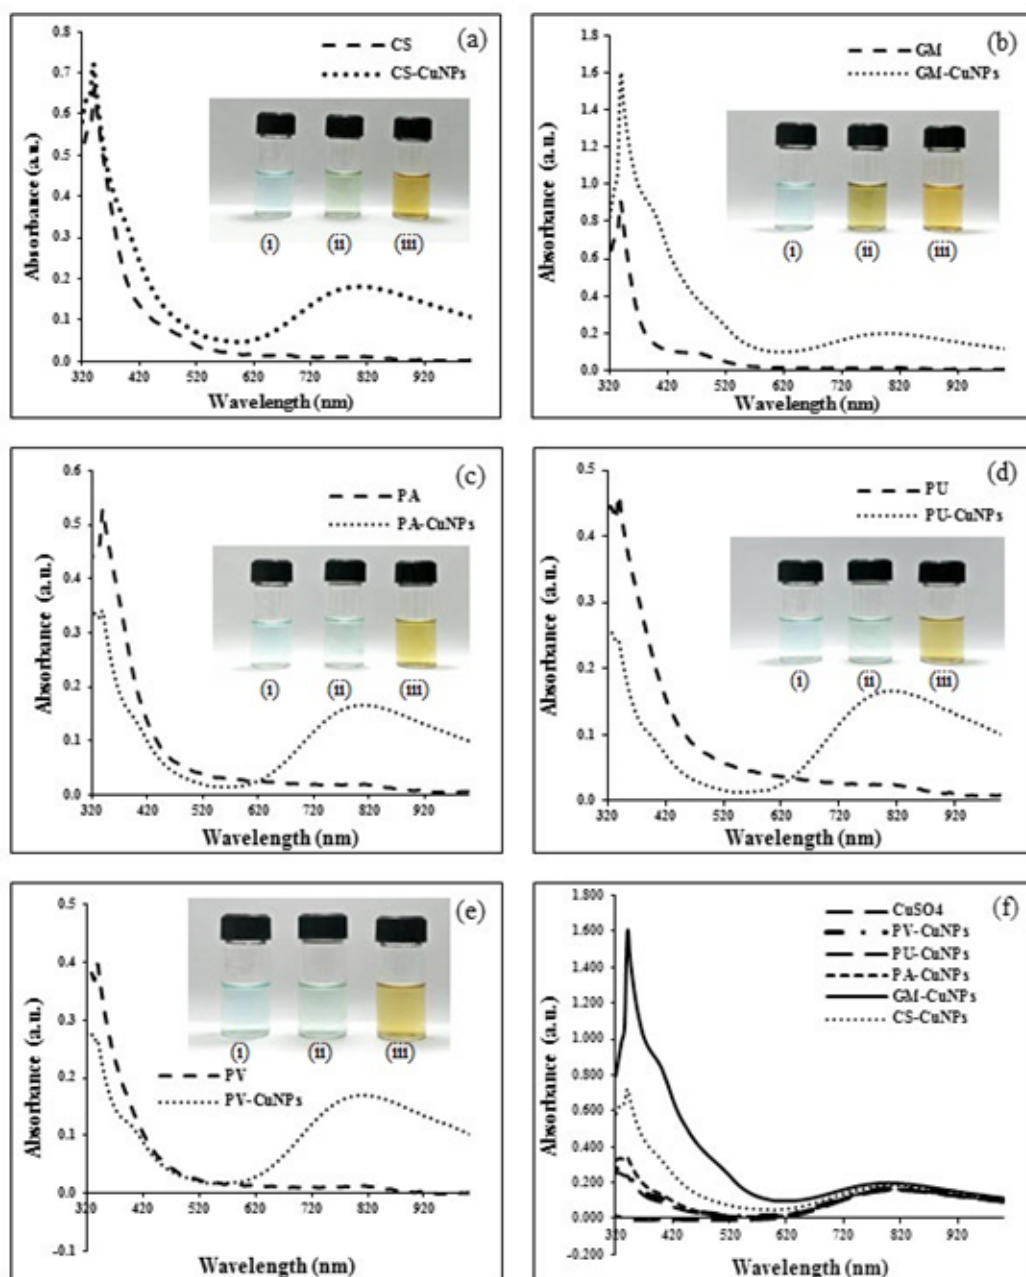 (a)
CS
CS-CuNPs
Absorbance (a.u.)
0.8
0.7
0.6
0.5
0.4
0.3
0.2
0.1
0.0
(i) (ii) (iii)
320 420 520 620 720 820 920
Wavelength (nm)
(b)
GM
GM-CuNPs
Absorbance (a.u.)
1.8
1.6
1.4
1.2
1.0
0.8
0.6
0.4
0.2
0.0
(i) (ii) (iii)
320 420 520 620 720 820 920
Wavelength (nm)
(c)
PA
PA-CuNPs
Absorbance (a.u.)
0.6
0.5
0.4
0.3
0.2
0.1
0.0
(i) (ii) (iii)
320 420 520 620 720 820 920
Wavelength (nm)
(d)
PU
PU-CuNPs
Absorbance (a.u.)
0.5
0.4
0.3
0.2
0.1
0.0
(i) (ii) (iii)
320 420 520 620 720 820 920
Wavelength (nm)
(e)
Absorbance (a.u.)
0.5
0.4
0.3
0.2
0.1
0.0
-0.1
(i) (ii) (iii)
PV
PV-CuNPs
320 420 520 620 720 820 920
Wavelength (nm)
(f)
CuSO4
PV-CuNPs
PU-CuNPs
PA-CuNPs
GM-CuNPs
CS-CuNPs
Absorbance (a.u.)
1.800
1.600
1.400
1.200
1.000
0.800
0.600
0.400
0.200
0.000
-0.200
320 420 520 620 720 820 920
Wavelength (nm)